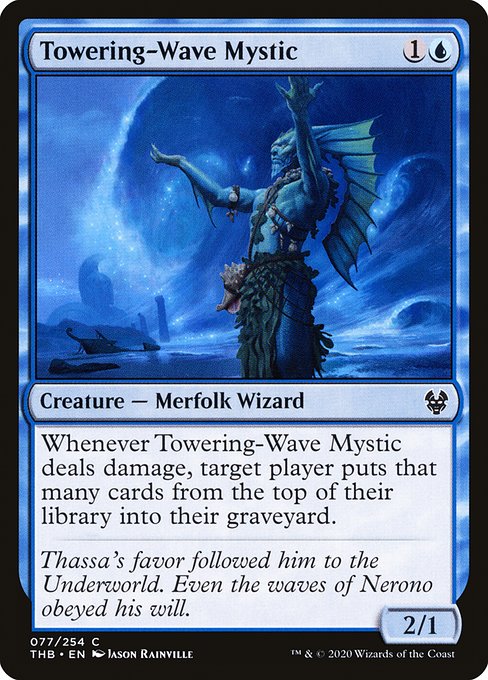 Towering-Wave Mystic 1
Creature — Merfolk Wizard
Whenever Towering-Wave Mystic
deals damage, target player puts that
many cards from the top of their
library into their graveyard.
Thassa's favor followed him to the
Underworld. Even the waves of Nerono
obeyed his will.
2/1
077/254 C
THB • EN Jason Rainville
™ & © 2020 Wizards of the Coast